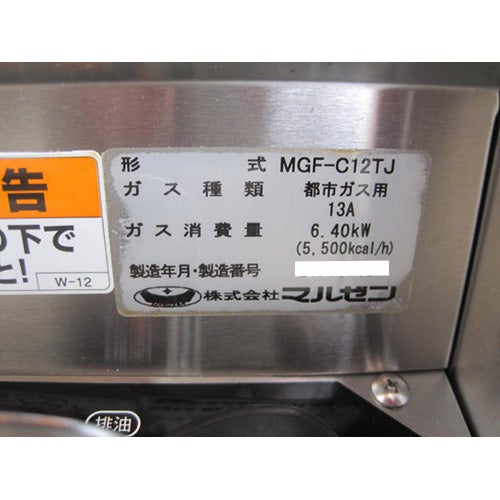 告
の下で
と!
W-12
形 式 MGF-C12TJ
ガス種類 都市ガス用
13A
ガス消費量 6.40kW
(5,500kcal/h)
製造年月・製造番号
株式会社マルゼン
排油